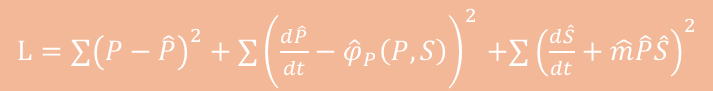 L = ∑(P − P̂)² + ∑(dP̂/dt − φ̂_P(P, S))² + ∑(dŜ/dt + m̂P̂Ŝ)²